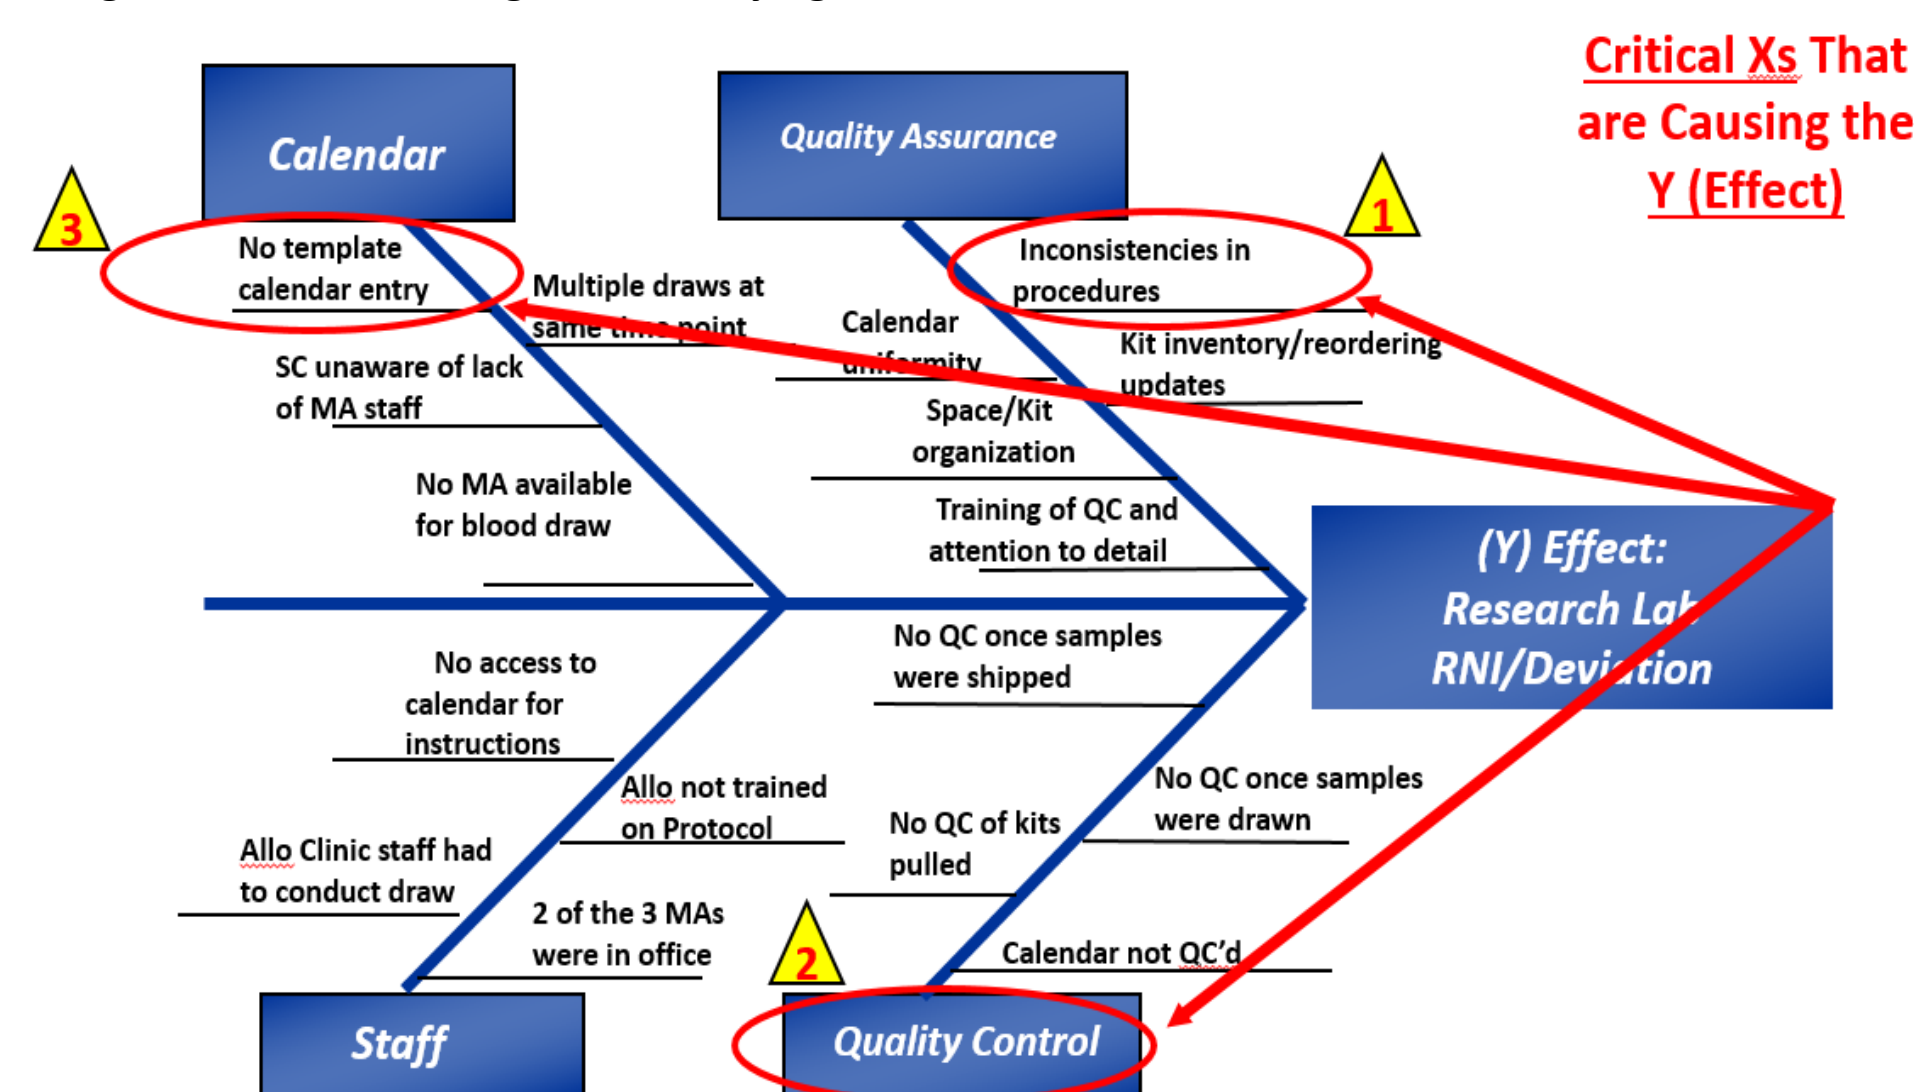 Critical Xs That
are Causing the
Y (Effect)
Calendar
Quality Assurance
3
1
No template
calendar entry
Multiple draws at
same time point
SC unaware of lack
of MA staff
No MA available
for blood draw
Inconsistencies in
procedures
Calendar
uniformity
Kit inventory/reordering
updates
Space/Kit
organization
Training of QC and
attention to detail
(Y) Effect:
Research Lab
RNI/Deviation
No access to
calendar for
instructions
Allo not trained
on Protocol
Allo Clinic staff had
to conduct draw
2 of the 3 MAs
were in office
No QC once samples
were shipped
No QC once samples
were drawn
No QC of kits
pulled
Calendar not QC’d
2
Staff
Quality Control